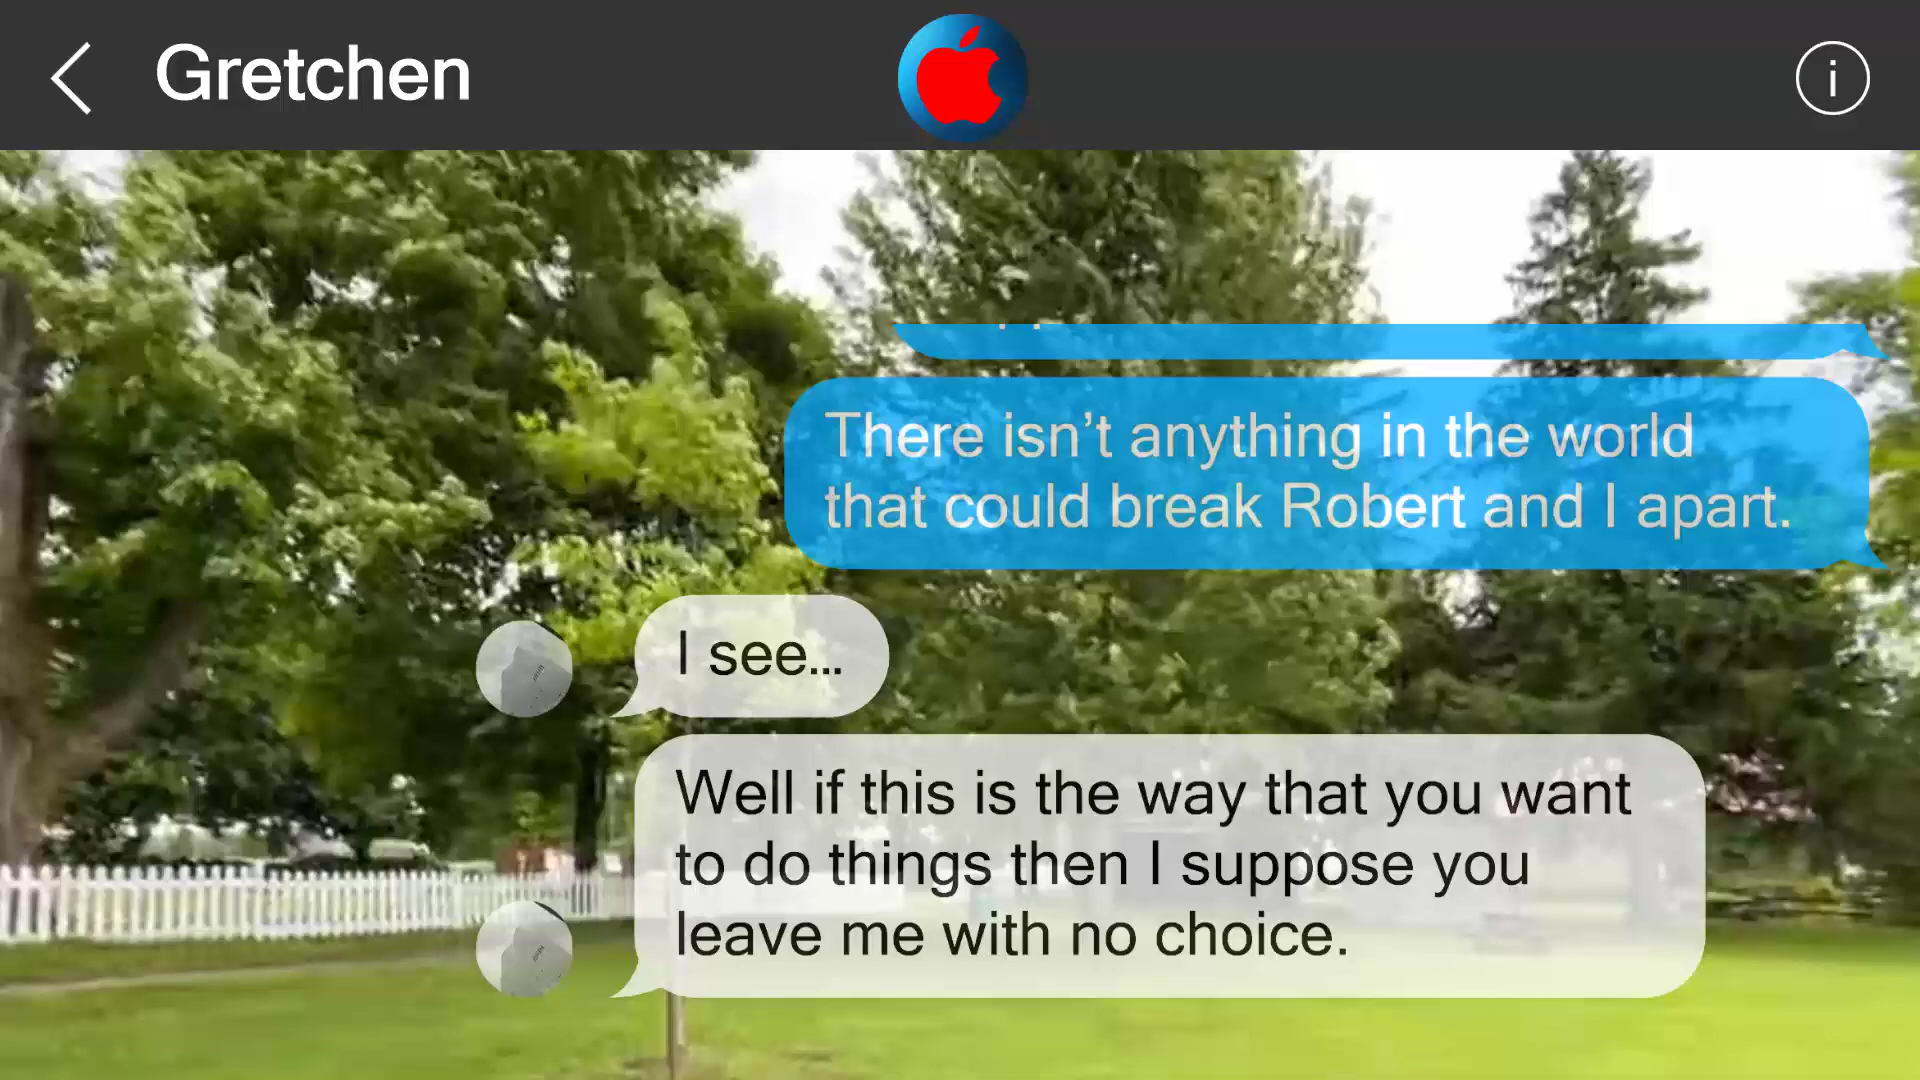 Gretchen
i
There isn’t anything in the world
that could break Robert and I apart.
I see...
Well if this is the way that you want
to do things then I suppose you
leave me with no choice.